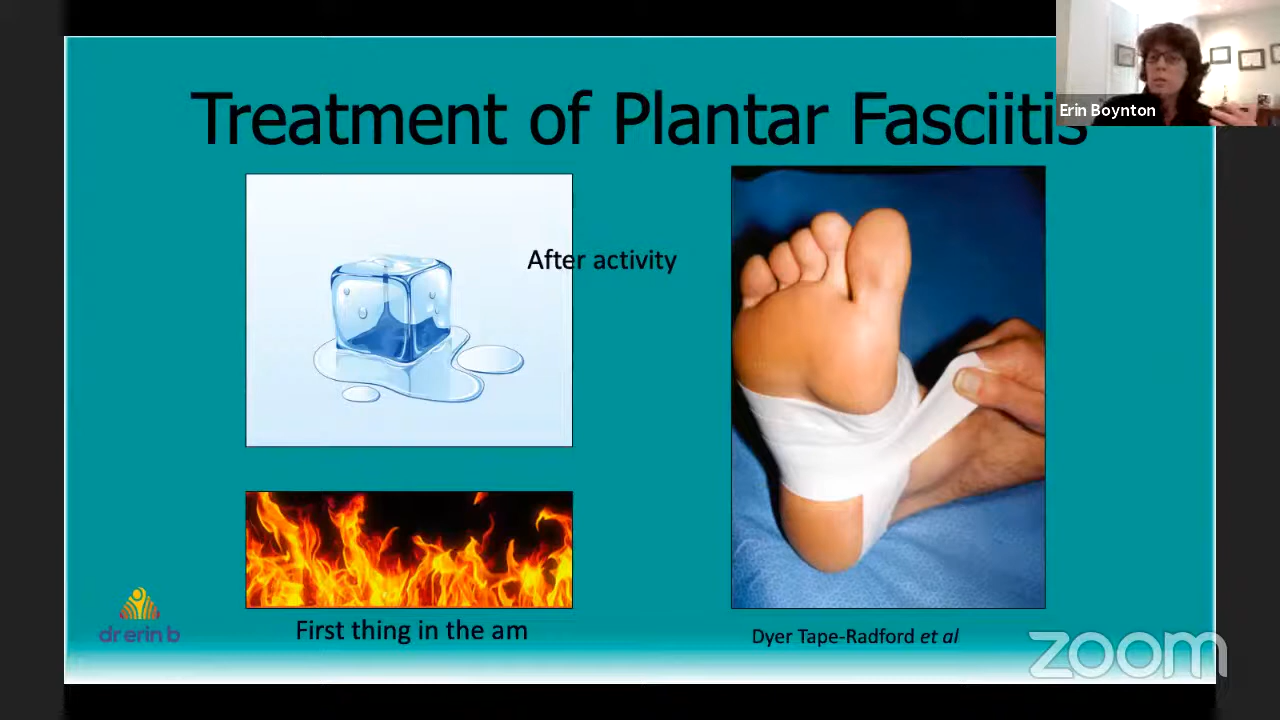 Treatment of Plantar Fasciitis
Erin Boynton
After activity
First thing in the am
dr erin b
Dyer Tape-Radford et al
zoom